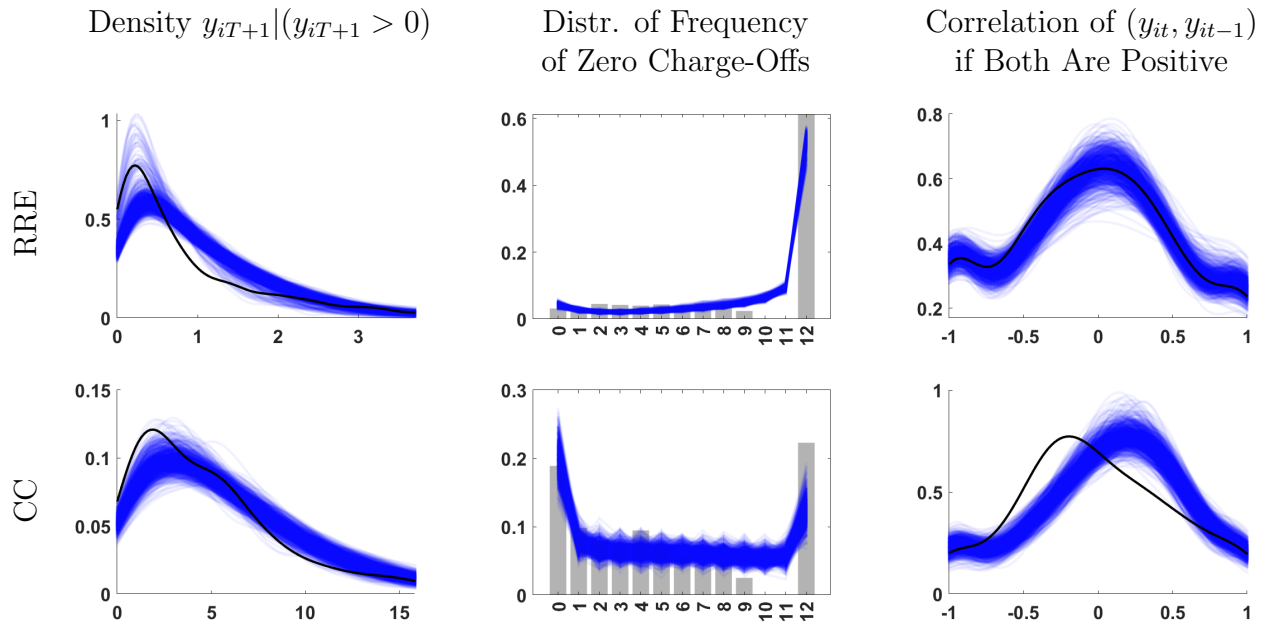 Density y_{iT+1}|(y_{iT+1} > 0)
Distr. of Frequency
of Zero Charge-Offs
Correlation of (y_{it}, y_{it−1})
if Both Are Positive
RRE
1
0.5
0
0 1 2 3
0.6
0.4
0.2
0
0 1 2 3 4 5 6 7 8 9 10 11 12
0.8
0.6
0.4
0.2
-1 -0.5 0 0.5 1
CC
0.15
0.1
0.05
0
0 5 10 15
0.3
0.2
0.1
0
0 1 2 3 4 5 6 7 8 9 10 11 12
1
0.5
0
-1 -0.5 0 0.5 1